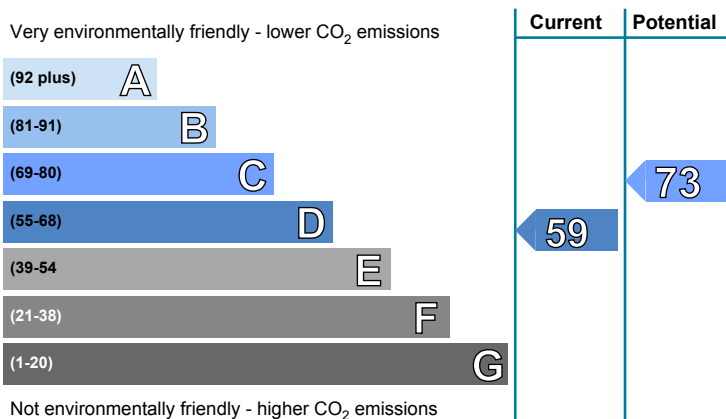 Current Potential
Very environmentally friendly - lower CO2 emissions
(92 plus) A
(81-91) B
(69-80) C
73
(55-68) D
59
(39-54 E
(21-38) F
(1-20) G
Not environmentally friendly - higher CO2 emissions